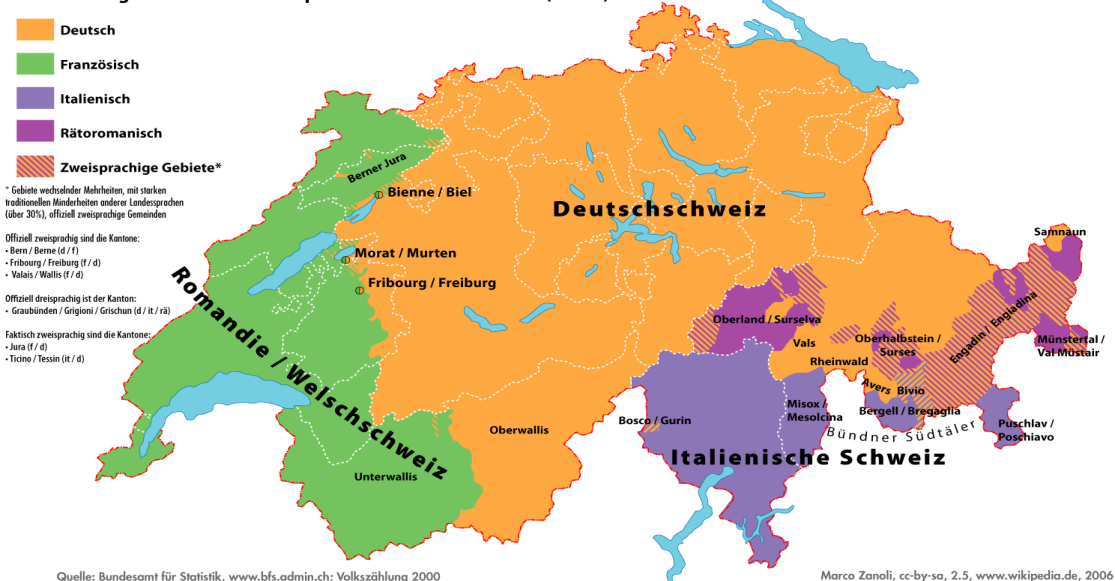 Deutsch
Französisch
Italienisch
Rätoromanisch
Zweisprachige Gebiete*
* Gebiete wechselnder Mehrheiten, mit starken
traditionellen Minderheiten anderer Landessprachen
(über 30%), offiziell zweisprachige Gemeinden
Offiziell zweisprachig sind die Kantone:
• Bern / Berne (d / f)
• Fribourg / Freiburg (f / d)
• Valais / Wallis (f / d)
Offiziell dreisprachig ist der Kanton:
• Graubünden / Grigioni / Grischun (d / it / rä)
Faktisch zweisprachig sind die Kantone:
• Jura (f / d)
• Ticino / Tessin (it / d)
Berner Jura
Bienne / Biel
Deutschschweiz
Morat / Murten
Fribourg / Freiburg
Romandie / Welschschweiz
Samnaun
Oberland / Surselva
Vals
Rheinwald
Oberhalbstein /
Surses
Engadin / Engiadina
Münstertal /
Val Müstair
Avers
Bivio
Bergell / Bregaglia
Misox /
Mesolcina
Bosco / Gurin
Bündner Südtäler
Puschlav /
Poschiavo
Oberwallis
Italienische Schweiz
Unterwallis
Quelle: Bundesamt für Statistik, www.bfs.admin.ch; Volkszählung 2000
Marco Zanoli, cc-by-sa, 2.5, www.wikipedia.de, 2006